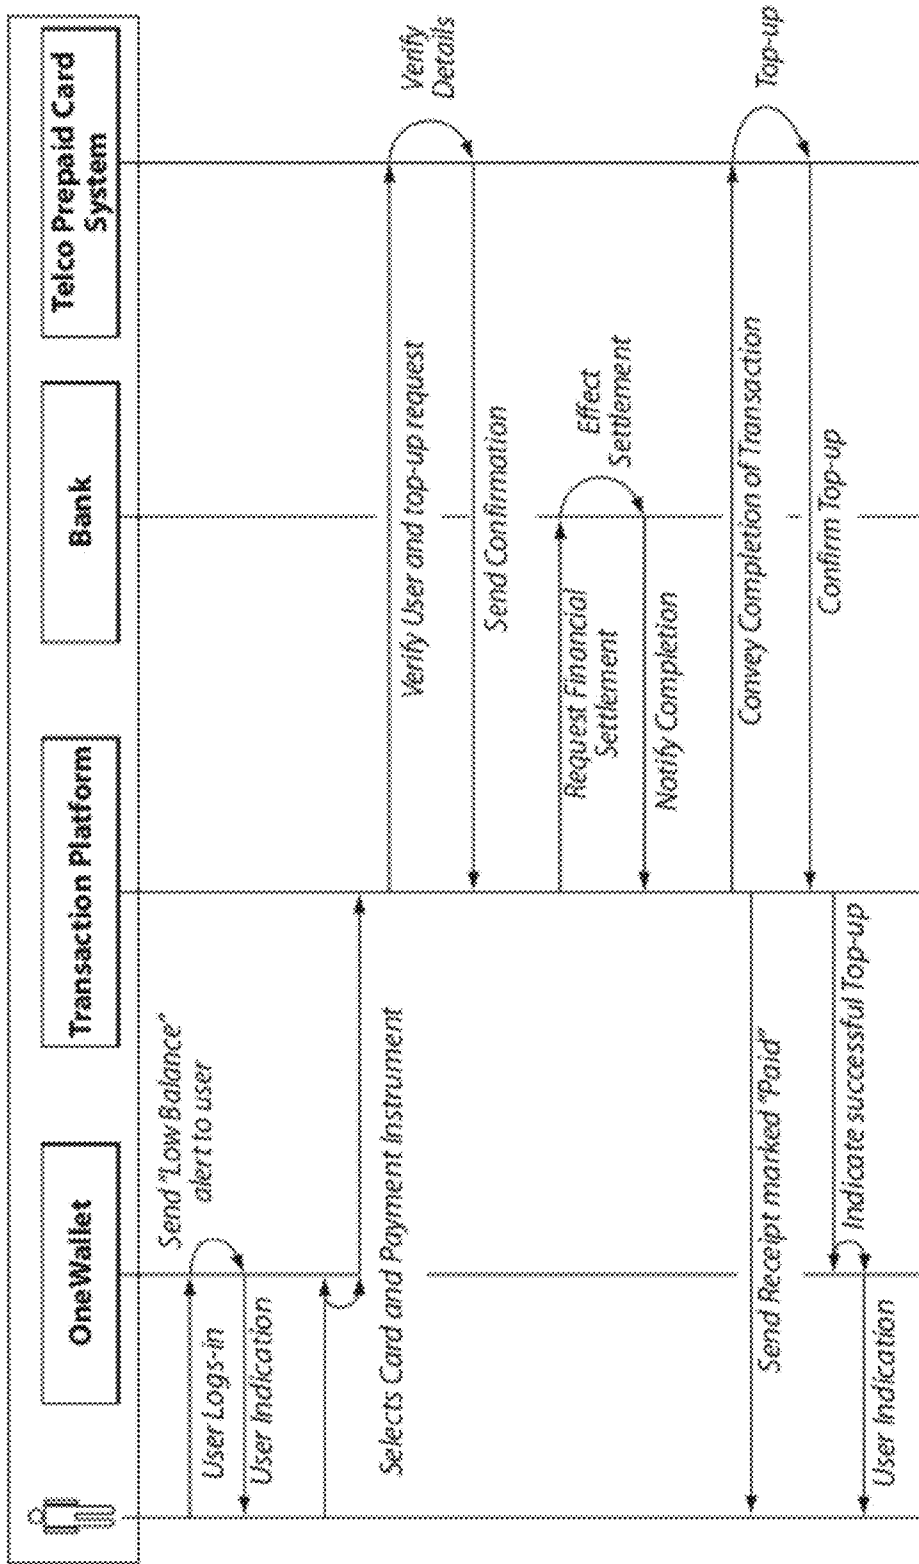 OneWallet
Transaction Platform
Bank
Telco Prepaid Card
System
User Logs-in
Send "Low Balance"
alert to user
User Indication
Selects Card and Payment Instrument
Verify User and top-up request
Verify
Details
Send Confirmation
Request Financial
Settlement
Effect
Settlement
Notify Completion
Convey Completion of Transaction
Send Receipt marked "Paid"
Top-up
Confirm Top-up
Indicate successful Top-up
User Indication